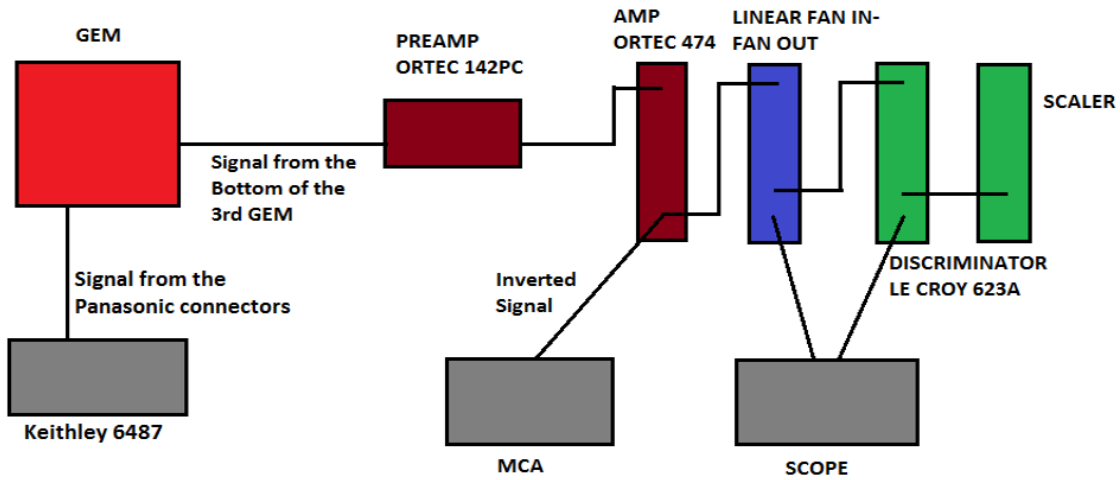 GEM
PREAMP
ORTEC 142PC
AMP
ORTEC 474
LINEAR FAN IN-
FAN OUT
SCALER
Signal from the
Bottom of the
3rd GEM
Signal from the
Panasonic connectors
Inverted
Signal
DISCRIMINATOR
LE CROY 623A
Keithley 6487
MCA
SCOPE